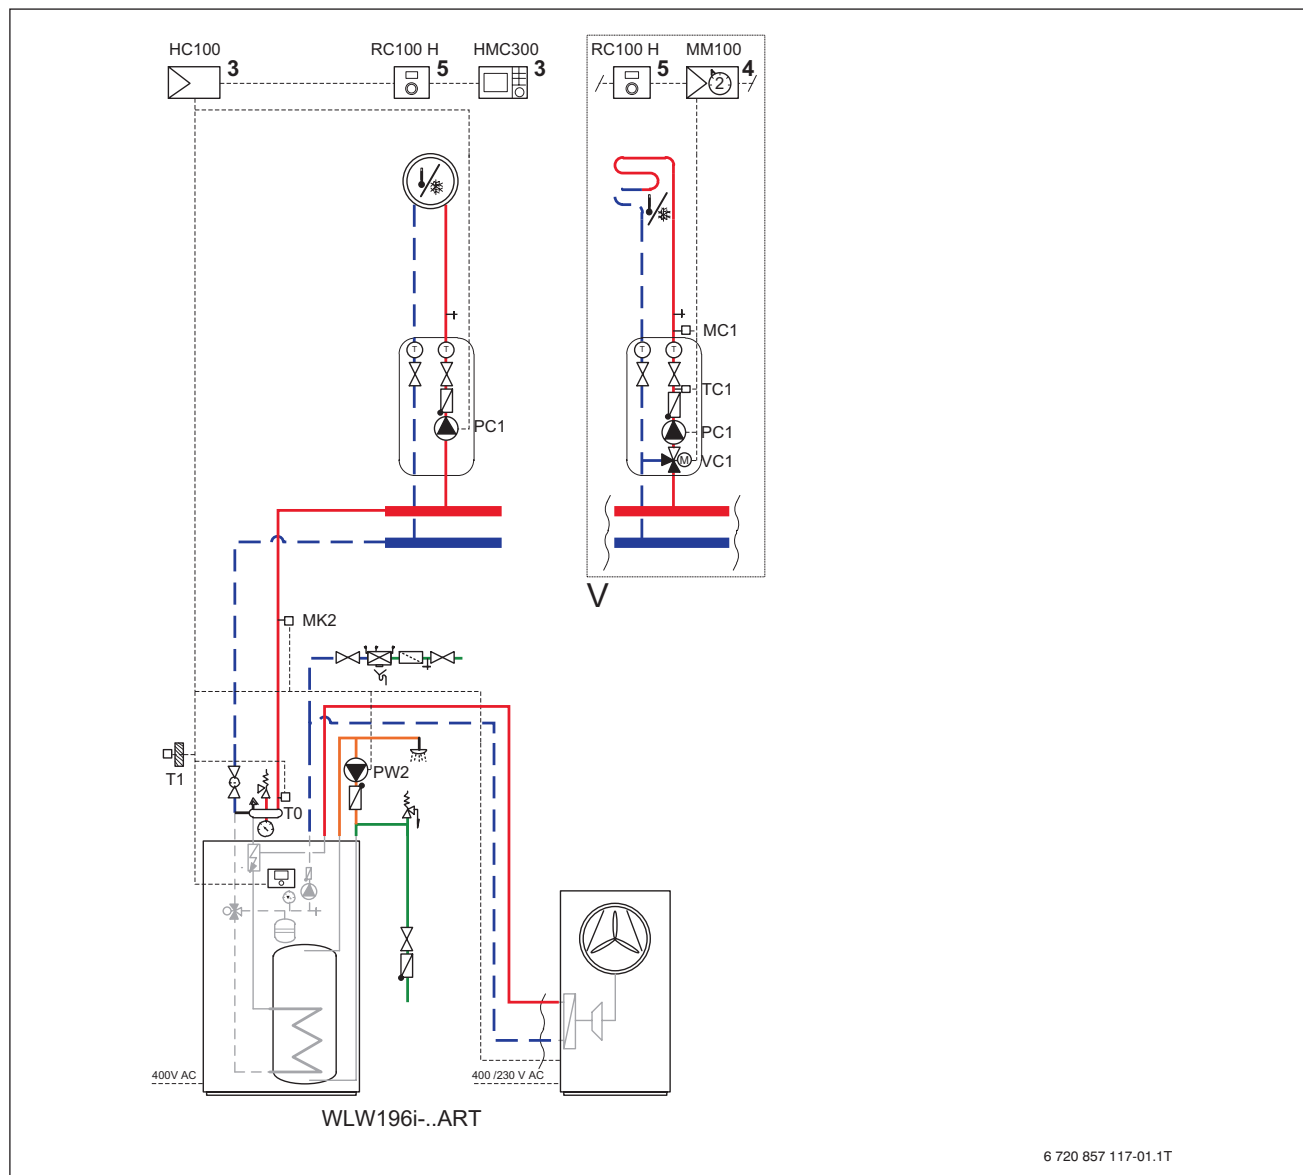 HC100 RC100 H HMC300 RC100 H MM100
3 5 3 5 4
2
MC1
T T T T
TC1
PC1 PC1
M VC1
V
MK2
T1 PW2
T0
400V AC 400 /230 V AC
WLW196i-..ART
6 720 857 117-01.1T